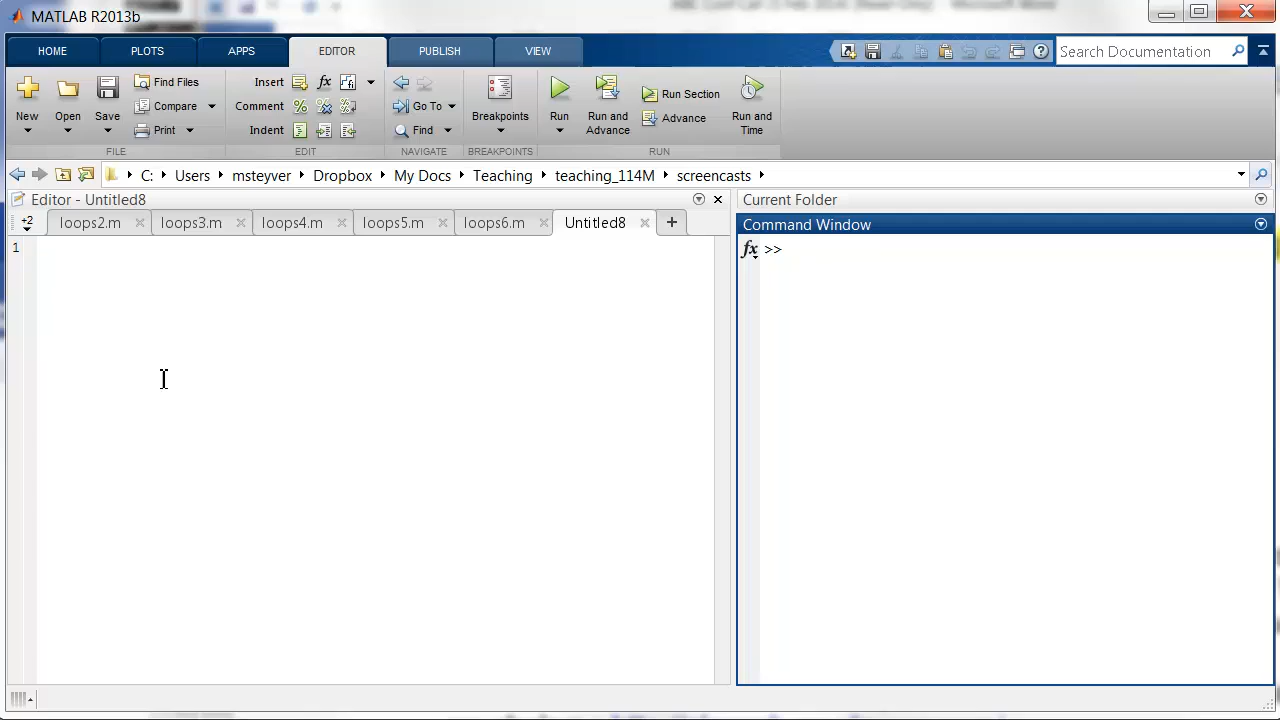 MATLAB R2013b
HOME PLOTS APPS EDITOR PUBLISH VIEW Search Documentation
New Open Save Find Files Compare Print
Insert fx Comment Indent
Go To Find
Breakpoints
Run Run and Advance Run Section Advance Run and Time
FILE EDIT NAVIGATE BREAKPOINTS RUN
C: Users msteyver Dropbox My Docs Teaching teaching_114M screencasts
Editor - Untitled8
Current Folder
+2 loops2.m loops3.m loops4.m loops5.m loops6.m Untitled8
Command Window
1
fx >>